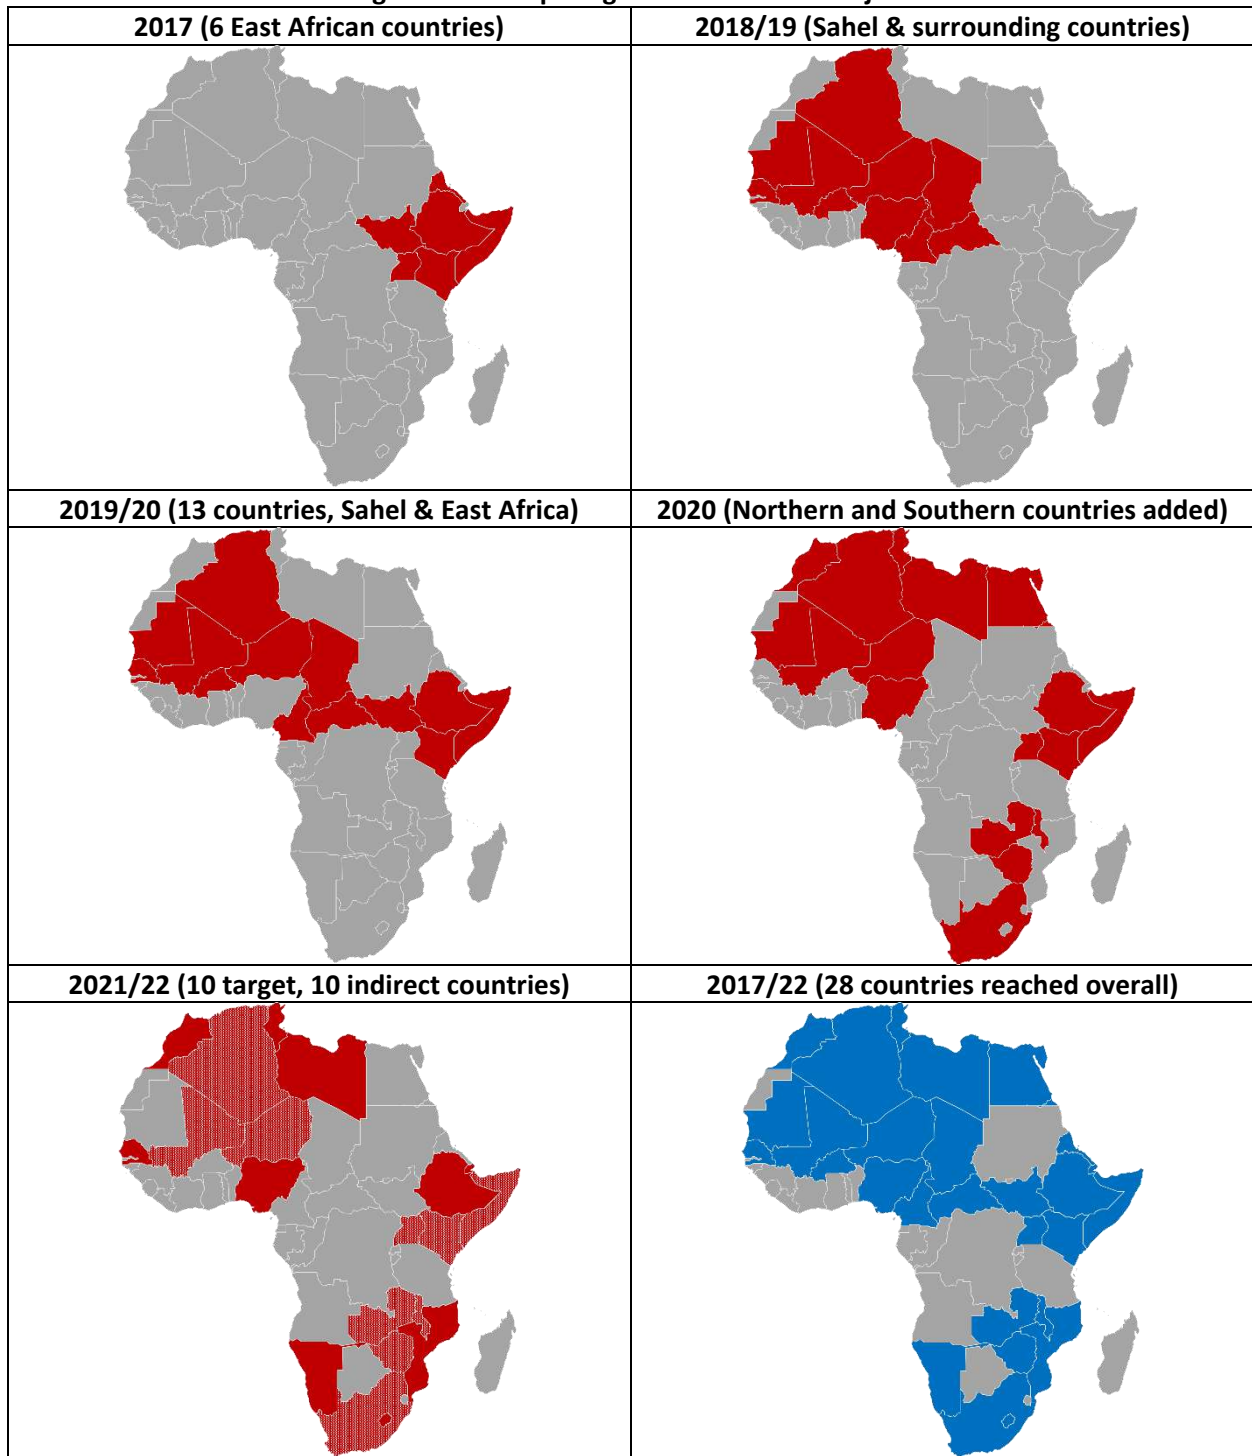 2017 (6 East African countries)
2018/19 (Sahel & surrounding countries)
2019/20 (13 countries, Sahel & East Africa)
2020 (Northern and Southern countries added)
2021/22 (10 target, 10 indirect countries)
2017/22 (28 countries reached overall)